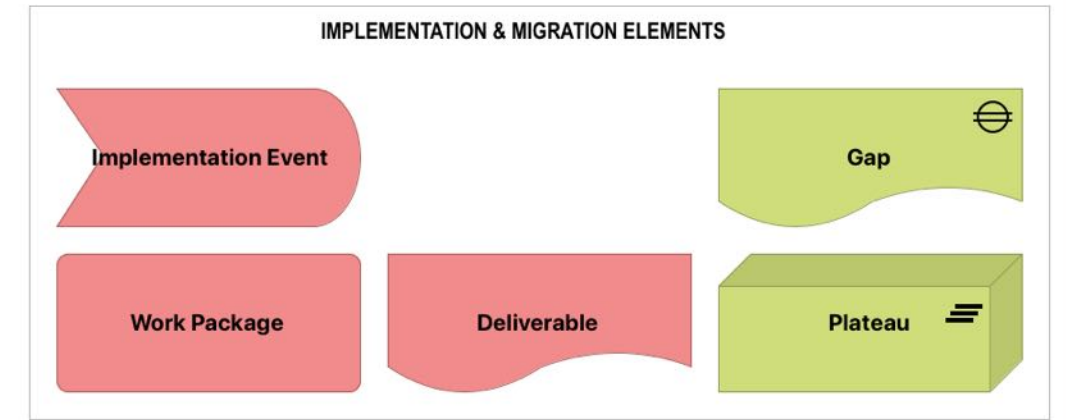 IMPLEMENTATION & MIGRATION ELEMENTS
Implementation Event
Gap
Work Package
Deliverable
Plateau